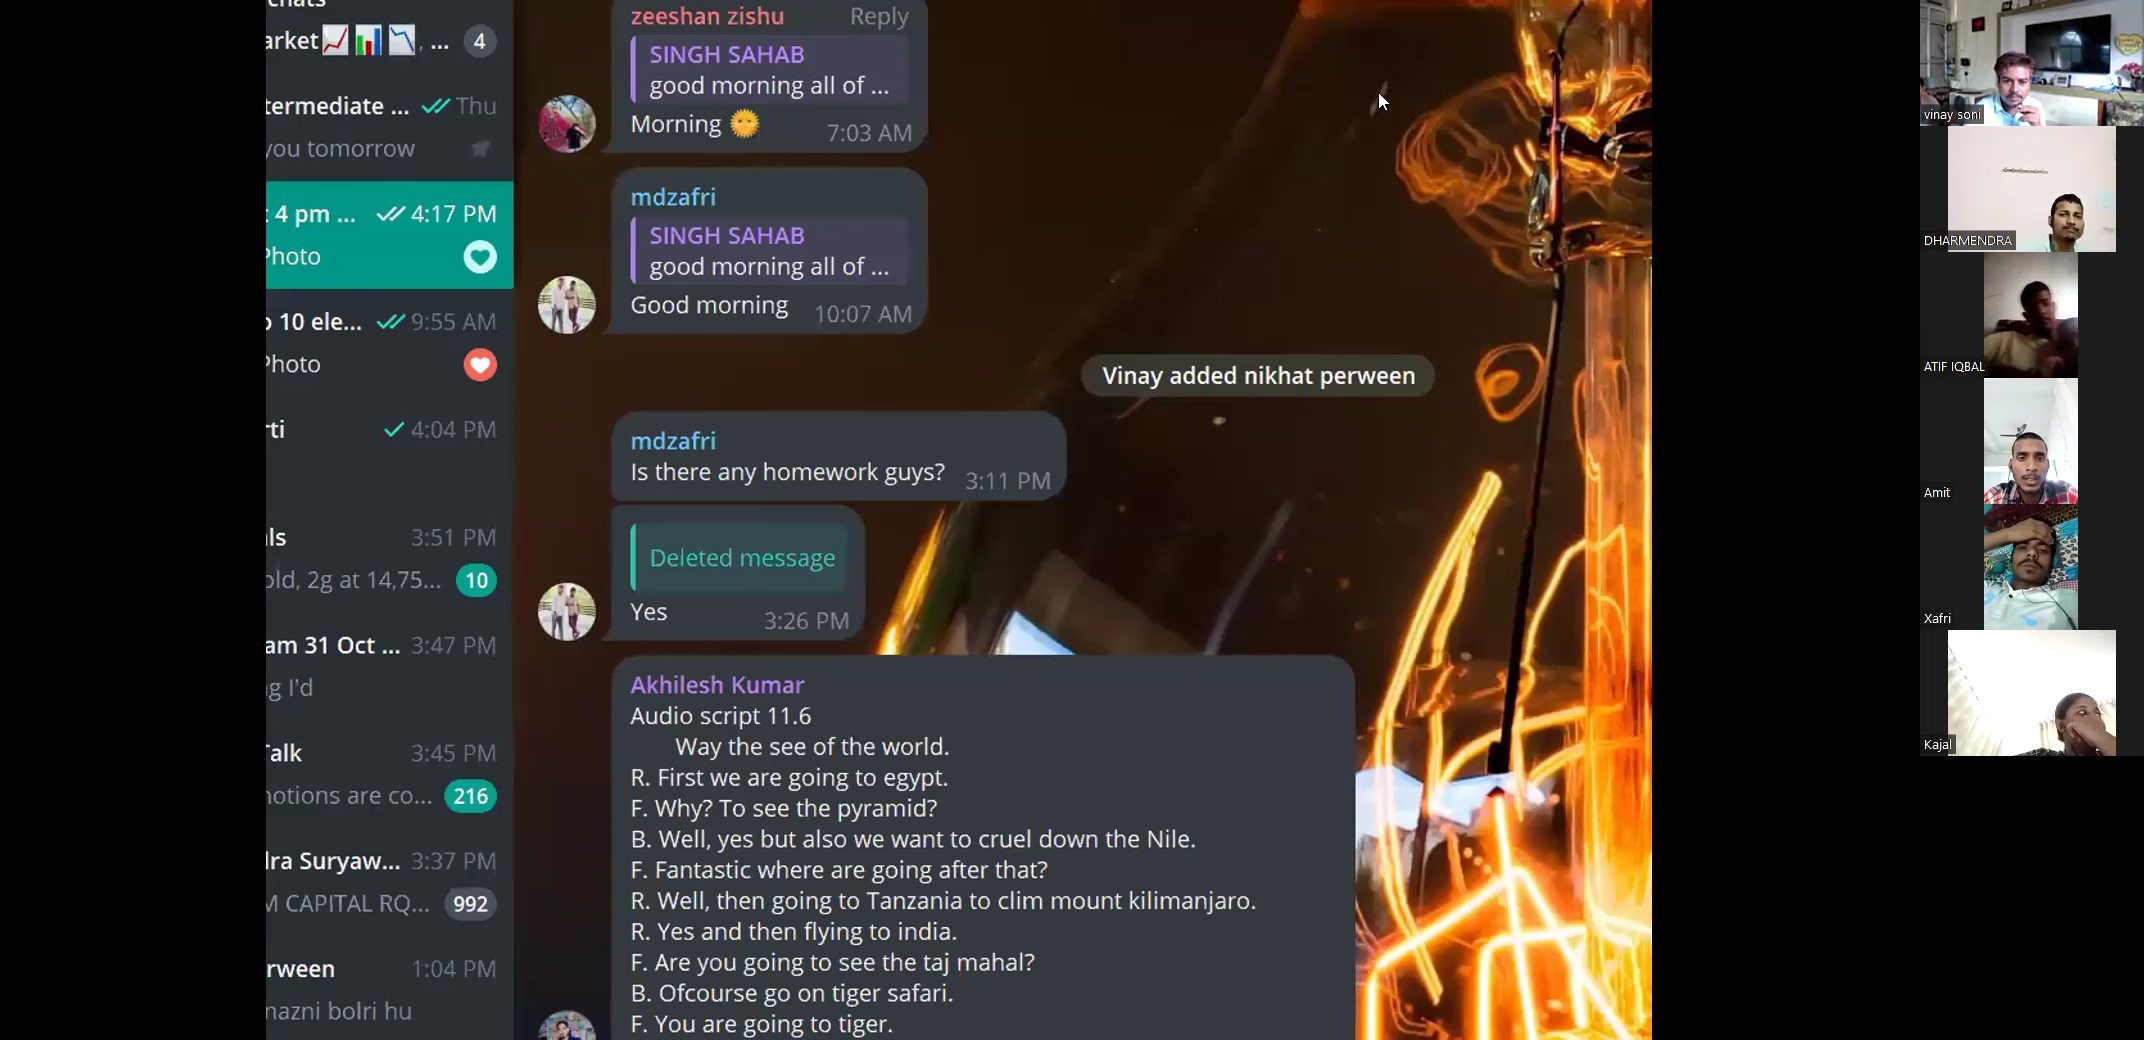 chats
arket📈📊📉, ... 4
termediate ... Thu
you tomorrow
: 4 pm ... 4:17 PM
Photo
10 ele... 9:55 AM
Photo
rti 4:04 PM
ls 3:51 PM
old, 2g at 14,75... 10
am 31 Oct ... 3:47 PM
g I'd
Talk 3:45 PM
notions are co... 216
dra Suryaw... 3:37 PM
M CAPITAL RQ... 992
rween 1:04 PM
nazni bolri hu
zeeshan zishu Reply
SINGH SAHAB
good morning all of ...
Morning 🌞 7:03 AM
mdzafri
SINGH SAHAB
good morning all of ...
Good morning 10:07 AM
Vinay added nikhat perween
mdzafri
Is there any homework guys? 3:11 PM
Deleted message
Yes 3:26 PM
Akhilesh Kumar
Audio script 11.6
Way the see of the world.
R. First we are going to egypt.
F. Why? To see the pyramid?
B. Well, yes but also we want to cruel down the Nile.
F. Fantastic where are going after that?
R. Well, then going to Tanzania to clim mount kilimanjaro.
R. Yes and then flying to india.
F. Are you going to see the taj mahal?
B. Ofcourse go on tiger safari.
F. You are going to tiger.
vinay soni
DHARMENDRA
ATIF IQBAL
Amit
Xafri
Kajal